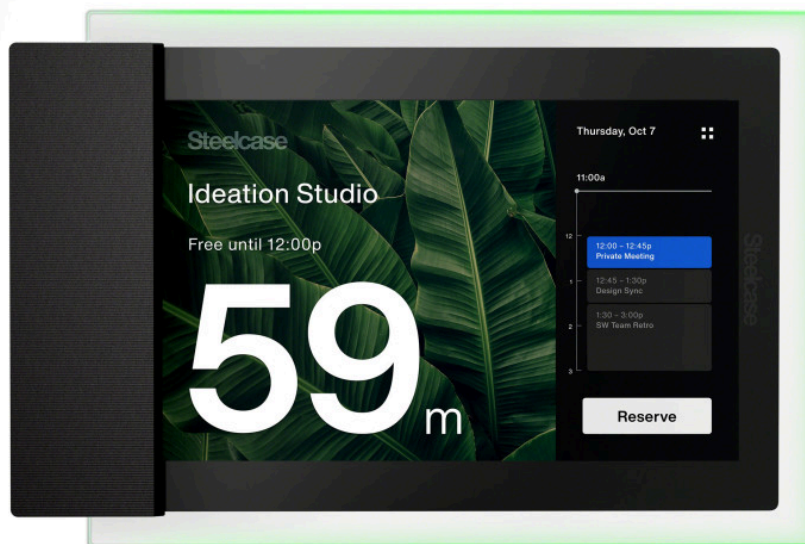 Steelcase
Ideation Studio
Free until 12:00p
59m
Thursday, Oct 7
11:00a
12
12:00 – 12:45p
Private Meeting
1
12:45 – 1:30p
Design Sync
1:30 – 3:00p
2
SW Team Retro
3
Reserve
Steelcase